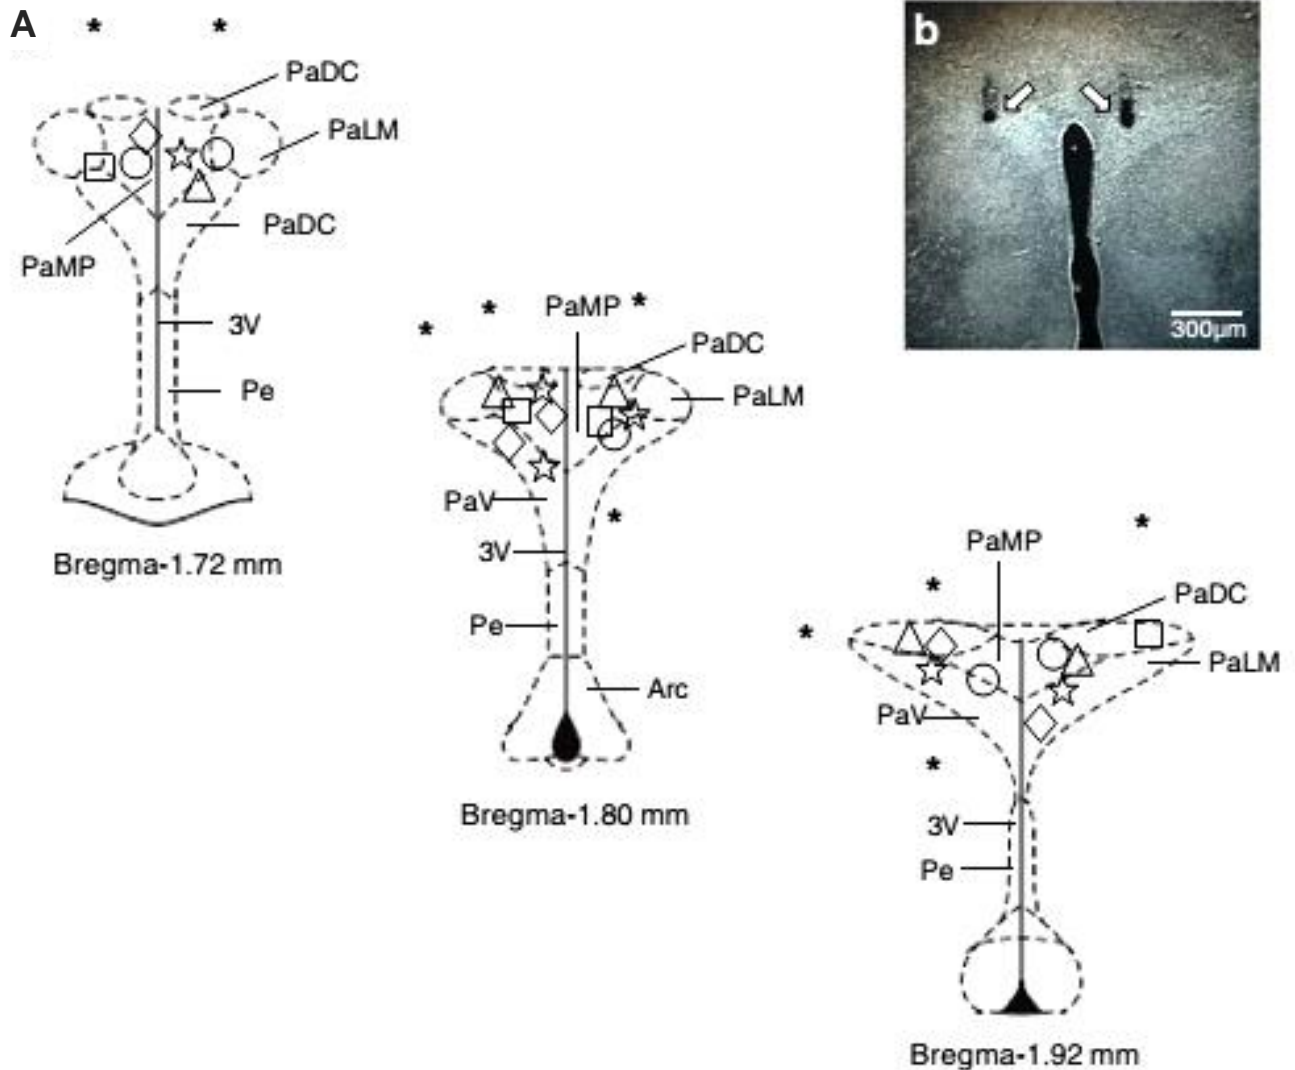 A
* *
PaDC
PaLM
PaDC
PaMP
3V
Pe
Bregma-1.72 mm
b
300µm
* * PaMP *
PaDC
PaLM
PaV
*
3V
Pe
Arc
Bregma-1.80 mm
*
PaMP
*
PaDC
*
PaLM
PaV
*
3V
Pe
Bregma-1.92 mm